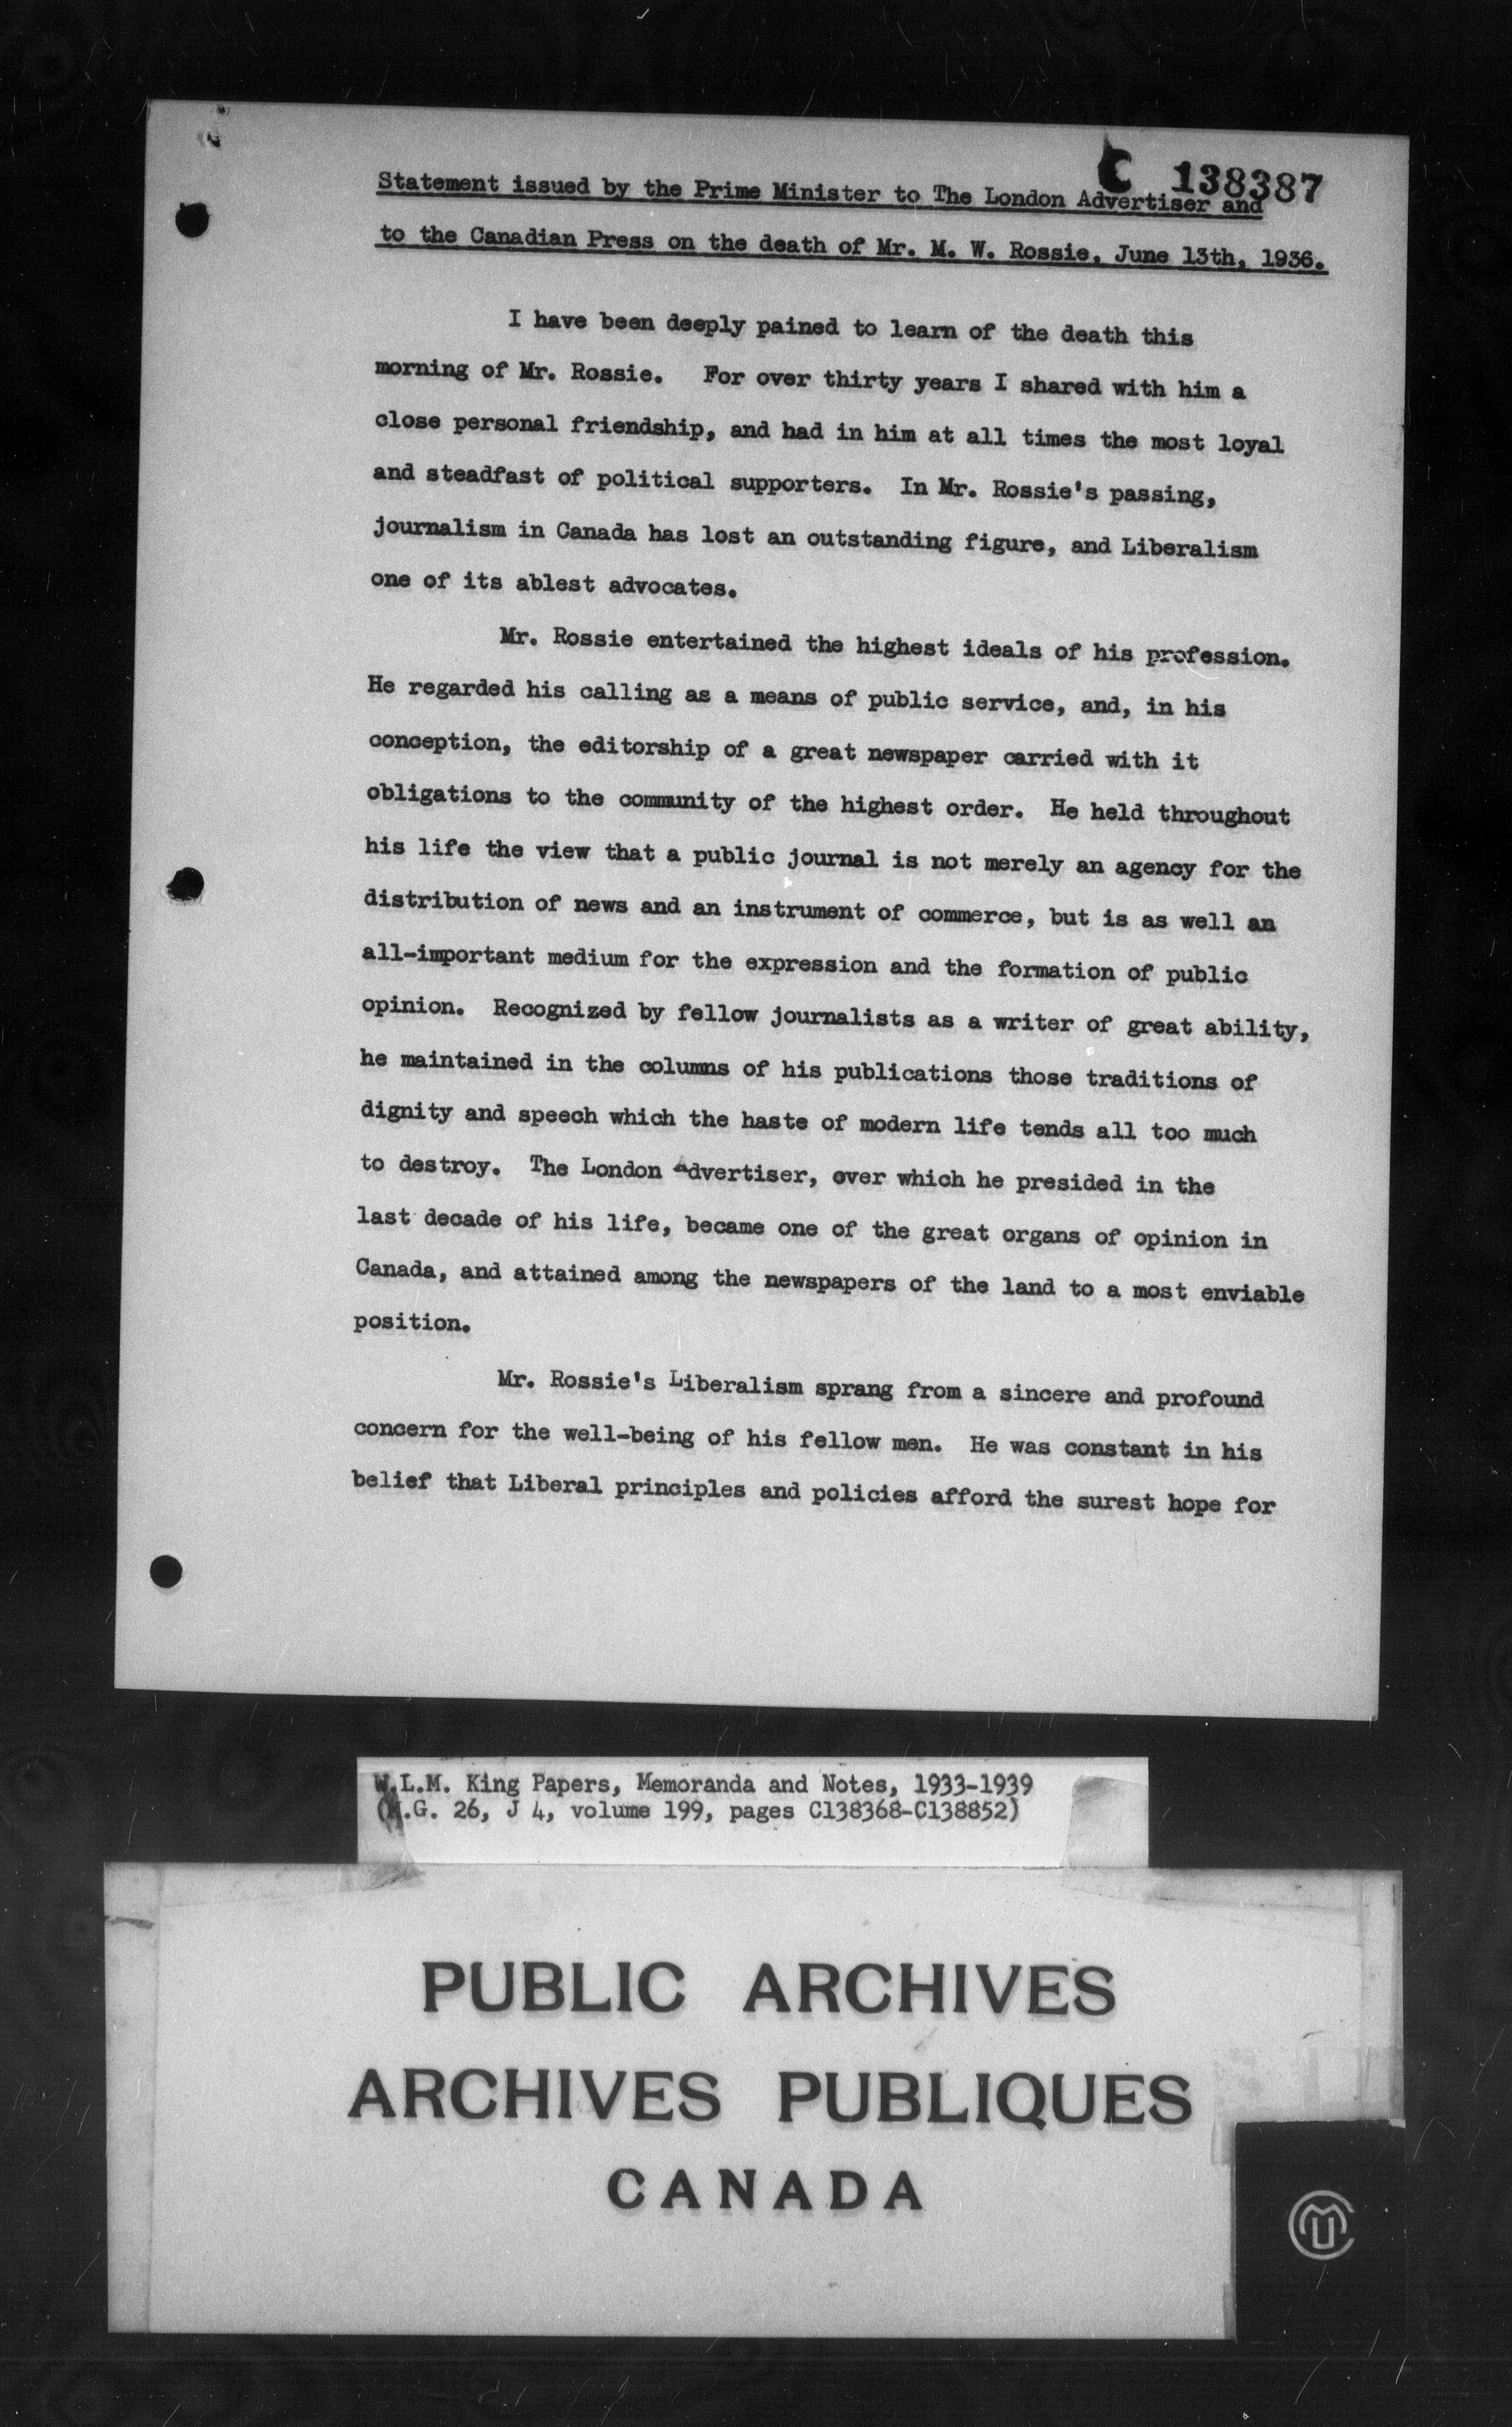 C 138387
Statement issued by the Prime Minister to The London Advertiser and
to the Canadian Press on the death of Mr. M. W. Rossie, June 13th, 1936.
I have been deeply pained to learn of the death this
morning of Mr. Rossie. For over thirty years I shared with him a
close personal friendship, and had in him at all times the most loyal
and steadfast of political supporters. In Mr. Rossie's passing,
journalism in Canada has lost an outstanding figure, and Liberalism
one of its ablest advocates.
Mr. Rossie entertained the highest ideals of his profession.
He regarded his calling as a means of public service, and, in his
conception, the editorship of a great newspaper carried with it
obligations to the community of the highest order. He held throughout
his life the view that a public journal is not merely an agency for the
distribution of news and an instrument of commerce, but is as well an
all-important medium for the expression and the formation of public
opinion. Recognized by fellow journalists as a writer of great ability,
he maintained in the columns of his publications those traditions of
dignity and speech which the haste of modern life tends all too much
to destroy. The London Advertiser, over which he presided in the
last decade of his life, became one of the great organs of opinion in
Canada, and attained among the newspapers of the land to a most enviable
position.
Mr. Rossie's Liberalism sprang from a sincere and profound
concern for the well-being of his fellow men. He was constant in his
belief that Liberal principles and policies afford the surest hope for
W.L.M. King Papers, Memoranda and Notes, 1933-1939
(M.G. 26, J 4, volume 199, pages C138368-C138852)
PUBLIC ARCHIVES
ARCHIVES PUBLIQUES
CANADA